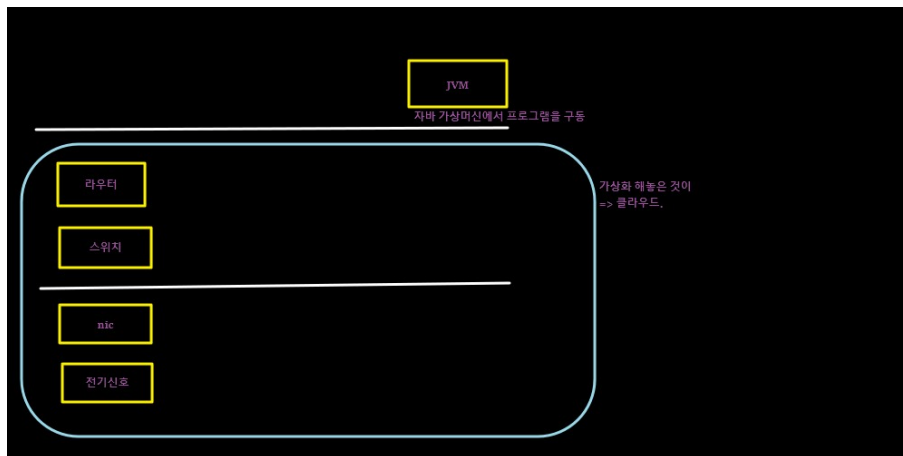 JVM
자바 가상머신에서 프로그램을 구동
라우터
가상화 해놓은 것이
=> 클라우드.
스위치
nic
전기신호